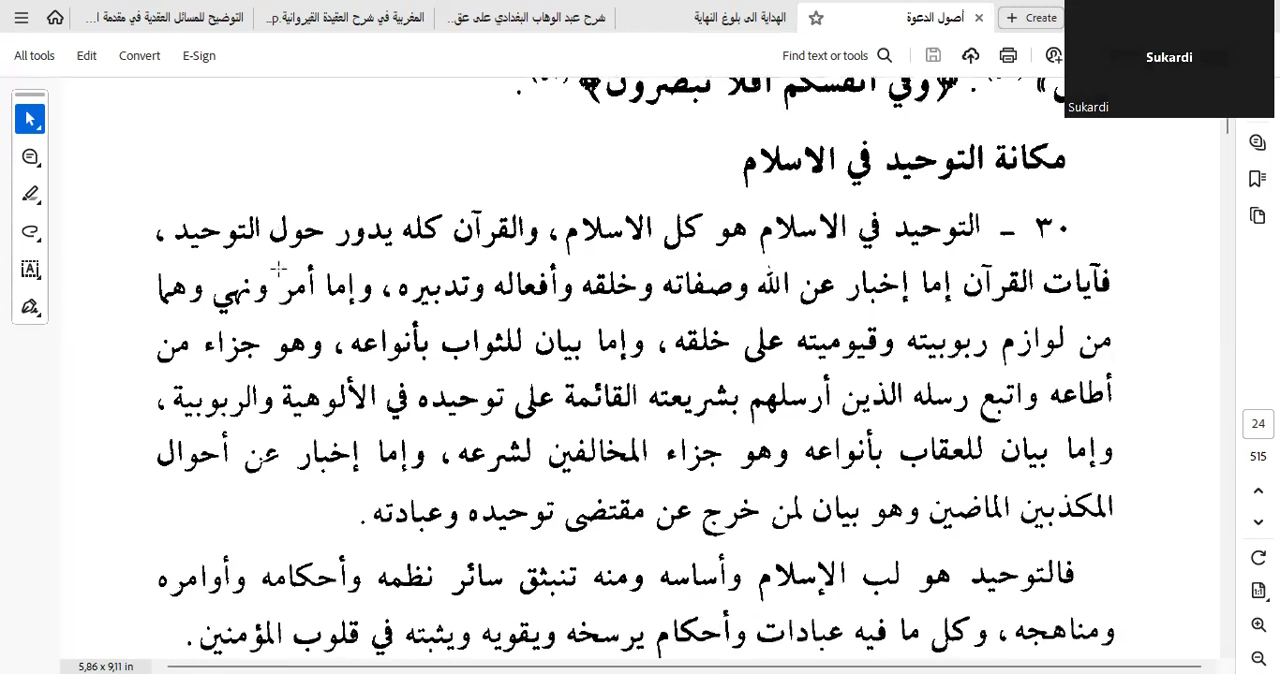 التوضيح للمسائل العقدية في مقدمة ا...
المغربية في شرح العقيدة القيروانية.p...
شرح عبد الوهاب البغدادي على عق...
الهداية الى بلوغ النهاية
أصول الدعوة
Create
All tools
Edit
Convert
E-Sign
Find text or tools
Sukardi
Sukardi
﴿وفي أنفسكم أفلا تبصرون﴾
مكانة التوحيد في الاسلام
٣٠ ـ التوحيد في الاسلام هو كل الاسلام، والقرآن كله يدور حول التوحيد،
فآيات القرآن إما إخبار عن الله وصفاته وخلقه وأفعاله وتدبيره، وإما أمر ونهي وهما
من لوازم ربوبيته وقيوميته على خلقه، وإما بيان للثواب بأنواعه، وهو جزاء من
أطاعه واتبع رسله الذين أرسلهم بشريعته القائمة على توحيده في الألوهية والربوبية،
وإما بيان للعقاب بأنواعه وهو جزاء المخالفين لشرعه، وإما إخبار عن أحوال
المكذبين الماضين وهو بيان لمن خرج عن مقتضى توحيده وعبادته.
فالتوحيد هو لب الإسلام وأساسه ومنه تنبثق سائر نظمه وأحكامه وأوامره
ومناهجه، وكل ما فيه عبادات وأحكام يرسخه ويقويه ويثبته في قلوب المؤمنين.
24
515
5,86 x 9,11 in